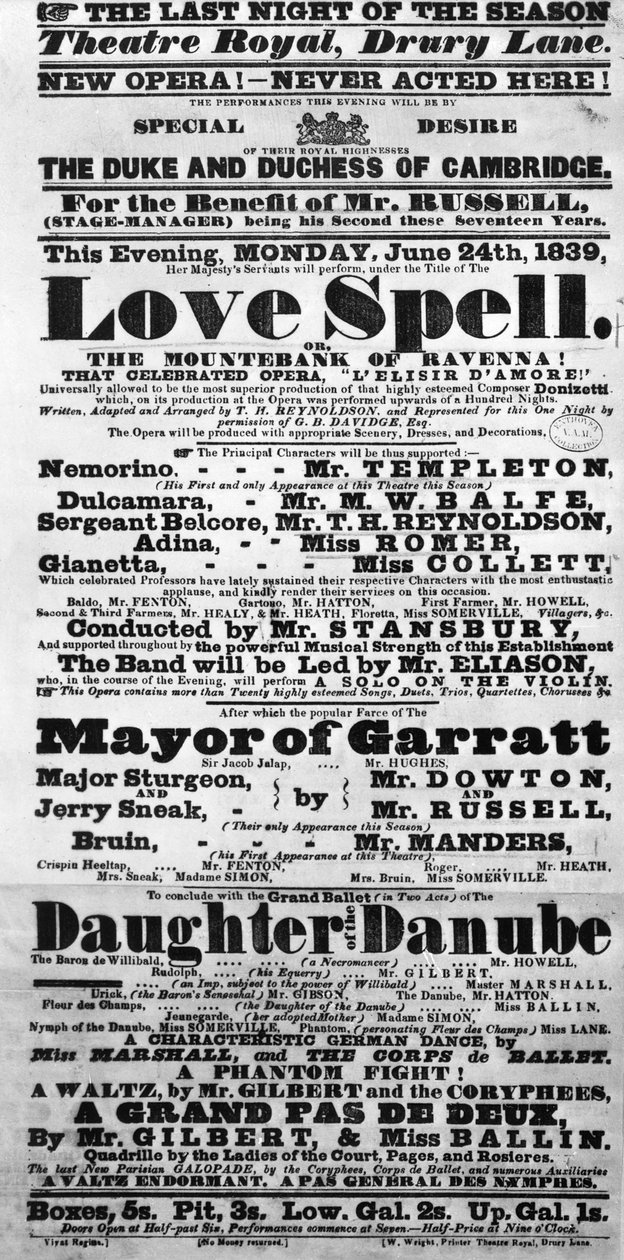 THE LAST NIGHT OF THE SEASON
Theatre Royal, Drury Lane.
NEW OPERA!—NEVER ACTED HERE!
THE PERFORMANCES THIS EVENING WILL BE BY
SPECIAL DESIRE
OF THEIR ROYAL HIGHNESSES
THE DUKE AND DUCHESS OF CAMBRIDGE.
For the Benefit of Mr. RUSSELL,
(STAGE-MANAGER) being his Second these Seventeen Years.
This Evening, MONDAY, June 24th, 1839,
Her Majesty's Servants will perform, under the Title of The
Love Spell.
OR,
THE MOUNTEBANK OF RAVENNA!
THAT CELEBRATED OPERA, "L'ELISIR D'AMORE!"
Universally allowed to be the most superior production of that highly esteemed Composer Donizetti.
which, on its production at the Opera was performed upwards of a Hundred Nights.
Written, Adapted and Arranged by T. H. REYNOLDSON, and Represented for this One Night by
permission of G. B. DAVIDGE, Esq.
The Opera will be produced with appropriate Scenery, Dresses, and Decorations,
The Principal Characters will be thus supported:—
Nemorino. - - - Mr. TEMPLETON,
(His First and only Appearance at this Theatre this Season)
Dulcamara, - Mr. M. W. BALFE,
Sergeant Belcore, Mr. T. H. REYNOLDSON,
Adina, - - Miss ROMER,
Gianetta, - - - Miss COLLETT,
Which celebrated Professors have lately sustained their respective Characters with the most enthustastic
applause, and kindly render their services on this occasion.
Baldo, Mr. FENTON, Gartouo, Mr. HATTON, First Farmer, Mr. HOWELL,
Second & Third Farmers, Mr. HEALY, & Mr. HEATH, Floretta, Miss SOMERVILLE, Villagers, &c.
Conducted by Mr. STANSBURY,
And supported throughout by the powerful Musical Strength of this Establishment
The Band will be Led by Mr. ELIASON,
who, in the course of the Evening, will perform A SOLO ON THE VIOLIN.
This Opera contains more than Twenty highly esteemed Songs, Duets, Trios, Quartettes, Chorusses &c
After which the popular Farce of The
Mayor of Garratt
Sir Jacob Jalap, .... Mr. HUGHES,
Major Sturgeon, Mr. DOWTON,
AND by AND
Jerry Sneak, - Mr. RUSSELL,
(Their only Appearance this Season)
Bruin, - - - Mr. MANDERS,
(his First Appearance at this Theatre),
Crispin Heeltap, .... Mr. FENTON, Roger, .... Mr. HEATH,
Mrs. Sneak, Madame SIMON, Mrs. Bruin, Miss SOMERVILLE.
To conclude with the Grand Ballet (in Two Acts) of The
Daughter of the Danube
The Baron de Willibald, .... .... (a Necromancer) .... .... Mr. HOWELL,
Rudolph, .... (his Equerry) .... Mr. GILBERT,
.... (an Imp, subject to the power of Willibald) .... Master MARSHALL,
Urick, (the Baron's Seneschal) Mr. GIBSON, The Danube, Mr. HATTON.
Fleur des Champs, .... .... (the Daughter of the Danube) .... .... Miss BALLIN,
Jeunegarde, (her adopted Mother) Madame SIMON,
Nymph of the Danube, Miss SOMERVILLE, Phantom, (personating Fleur des Champs) Miss LANE.
A CHARACTERISTIC GERMAN DANCE, by
Miss MARSHALL, and THE CORPS de BALLET.
A PHANTOM FIGHT!
A WALTZ, by Mr. GILBERT and the CORYPHEES,
A GRAND PAS DE DEUX,
By Mr. GILBERT, & Miss BALLIN.
Quadrille by the Ladies of the Court, Pages, and Rosieres.
The last New Parisian GALOPADE, by the Coryphees, Corps de Ballet, and numerous Auxiliaries
A VALTZ ENDORMANT. A PAS GENERAL DES NYMPHES.
Boxes, 5s. Pit, 3s. Low. Gal. 2s. Up. Gal. 1s.
Doors Open at Half-past Six, Performances commence at Seven.—Half-Price at Nine o'Clock.
Vivat Regina.] [No Money returned.] [W. Wright, Printer Theatre Royal, Drury Lane.